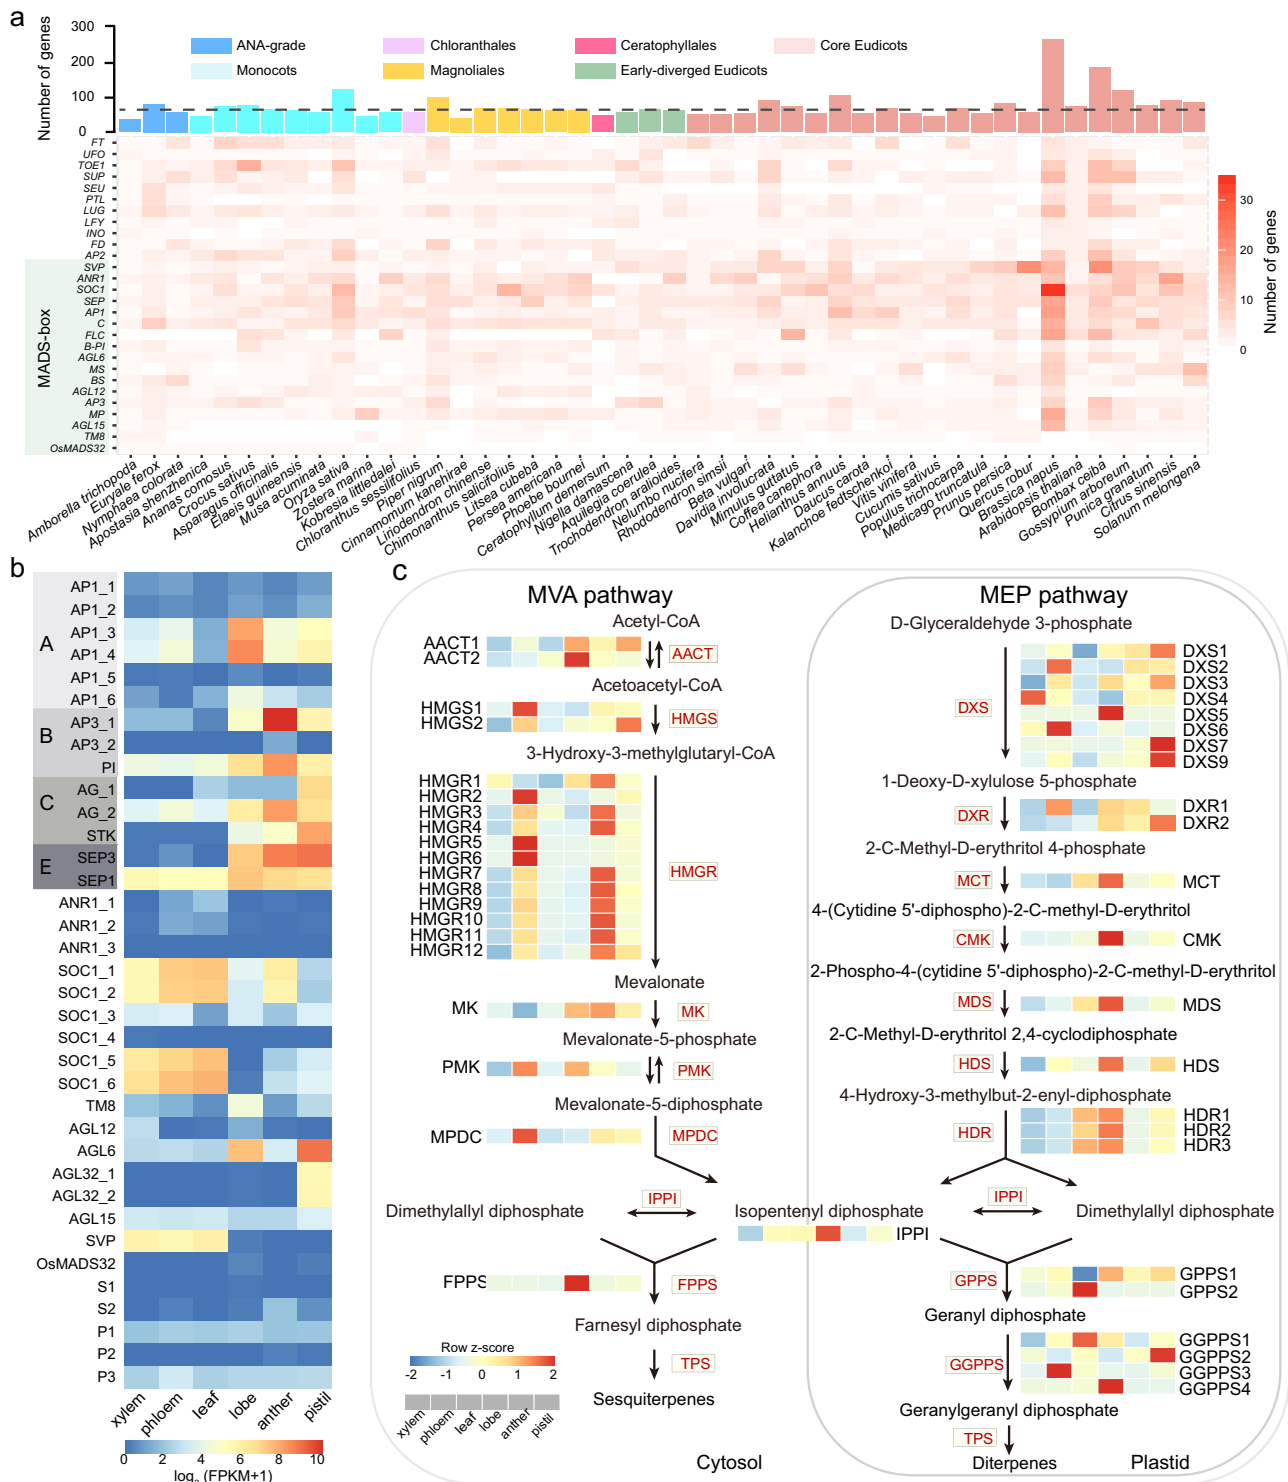 a
Number of genes
300
200
100
0
ANA-grade
Chloranthales
Ceratophyllales
Core Eudicots
Monocots
Magnoliales
Early-diverged Eudicots
FT
UFO
TOE1
SUP
SEU
PTL
LUG
LFY
INO
FD
AP2
SVP
ANR1
SOC1
SEP
AP1
C
FLC
B-PI
AGL6
MS
BS
AGL12
AP3
MP
AGL15
TM8
OsMADS32
MADS-box
30
20
10
0
Number of genes
Amborella trichopoda
Euryale ferox
Nymphea colorata
Apostasia shenzhenica
Ananas comosus
Crocus sativus
Asparagus officinalis
Elaeis guineensis
Musa acuminata
Oryza sativa
Zostera marina
Kobresia littledalei
Chloranthus sessilifolius
Piper nigrum
Cinnamomum kanehirae
Liriodendron chinense
Chimonanthus salicifolius
Litsea cubeba
Persea americana
Phoebe bournei
Ceratophyllum demersum
Nigella damascena
Aquilegia coerulea
Trochodendron aralioides
Nelumbo nucifera
Rhododendron simsii
Beta vulgari
Davidia involucrata
Mimulus guttatus
Coffea canephora
Helianthus annuus
Daucus carota
Kalanchoe fedtschenkoi
Vitis vinifera
Cucumis sativus
Populus trichocarpa
Medicago truncatula
Prunus persica
Quercus robur
Brassica napus
Arabidopsis thaliana
Bombax ceiba
Gossypium arboreum
Punica granatum
Citrus sinensis
Solanum melongena
b
A
B
C
E
AP1_1
AP1_2
AP1_3
AP1_4
AP1_5
AP1_6
AP3_1
AP3_2
PI
AG_1
AG_2
STK
SEP3
SEP1
ANR1_1
ANR1_2
ANR1_3
SOC1_1
SOC1_2
SOC1_3
SOC1_4
SOC1_5
SOC1_6
TM8
AGL12
AGL6
AGL32_1
AGL32_2
AGL15
SVP
OsMADS32
S1
S2
P1
P2
P3
xylem
phloem
leaf
lobe
anther
pistil
0 2 4 6 8 10
log₂ (FPKM+1)
c
MVA pathway
Acetyl-CoA
AACT1
AACT2
AACT
Acetoacetyl-CoA
HMGS1
HMGS2
HMGS
3-Hydroxy-3-methylglutaryl-CoA
HMGR1
HMGR2
HMGR3
HMGR4
HMGR5
HMGR6
HMGR7
HMGR8
HMGR9
HMGR10
HMGR11
HMGR12
HMGR
Mevalonate
MK
MK
Mevalonate-5-phosphate
PMK
PMK
Mevalonate-5-diphosphate
MPDC
MPDC
IPPI
Dimethylallyl diphosphate
Isopentenyl diphosphate
IPPI
FPPS
FPPS
Farnesyl diphosphate
TPS
Sesquiterpenes
Row z-score
-2 -1 0 1 2
xylem
phloem
leaf
lobe
anther
pistil
Cytosol
MEP pathway
D-Glyceraldehyde 3-phosphate
DXS
DXS1
DXS2
DXS3
DXS4
DXS5
DXS6
DXS7
DXS9
1-Deoxy-D-xylulose 5-phosphate
DXR
DXR1
DXR2
2-C-Methyl-D-erythritol 4-phosphate
MCT
MCT
4-(Cytidine 5'-diphospho)-2-C-methyl-D-erythritol
CMK
CMK
2-Phospho-4-(cytidine 5'-diphospho)-2-C-methyl-D-erythritol
MDS
MDS
2-C-Methyl-D-erythritol 2,4-cyclodiphosphate
HDS
HDS
4-Hydroxy-3-methylbut-2-enyl-diphosphate
HDR
HDR1
HDR2
HDR3
IPPI
Dimethylallyl diphosphate
GPPS
GPPS1
GPPS2
Geranyl diphosphate
GGPPS
GGPPS1
GGPPS2
GGPPS3
GGPPS4
Geranylgeranyl diphosphate
TPS
Diterpenes
Plastid